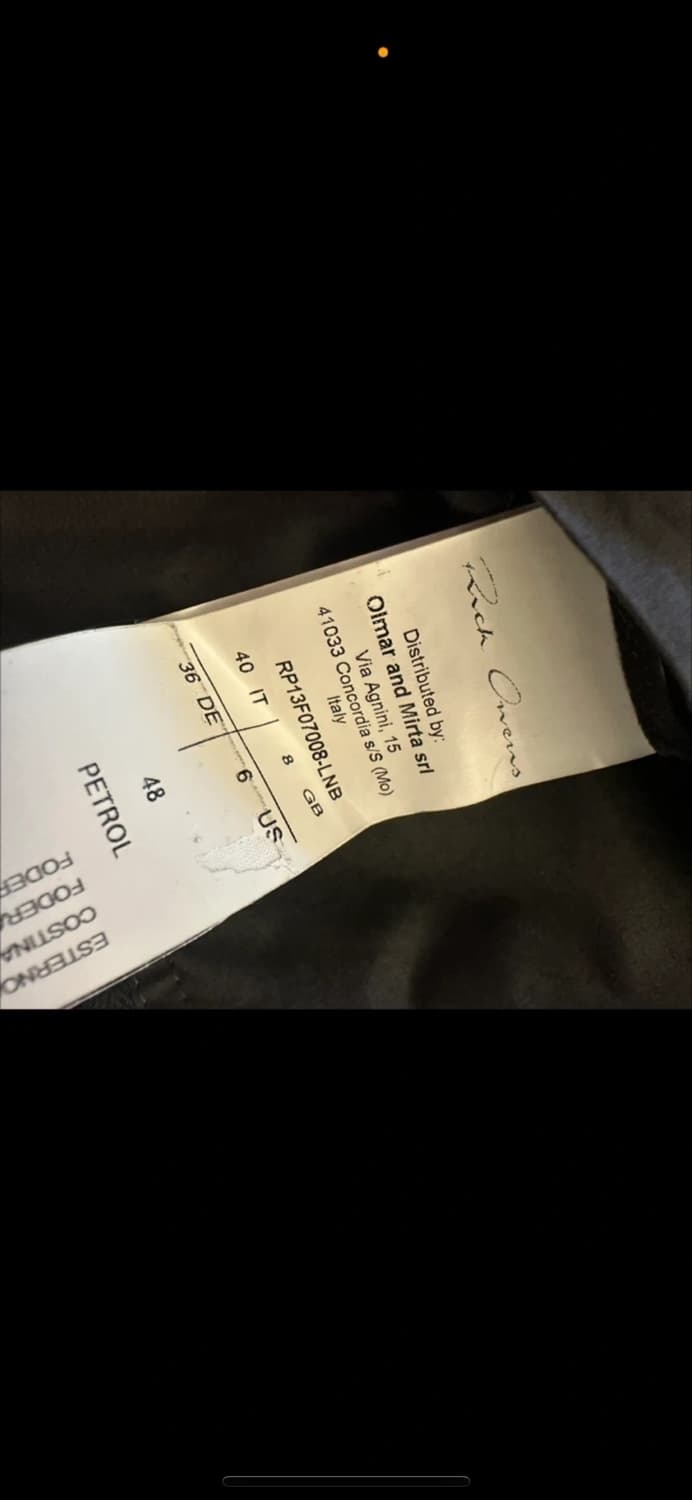 Rick Owens
Distributed by:
Olmar and Mirta srl
Via Agnini, 15
41033 Concordia s/S (Mo)
Italy
RP13F07008-LNB
40 IT 8 GB
36 DE 6 US
48
PETROL
ESTERNO
COSTINA
FODERA
FODER